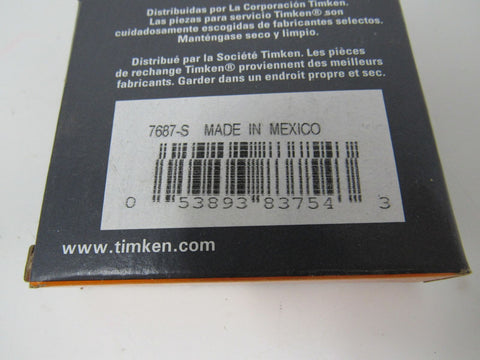 Distribuidas por La Corporación Timken.
Las piezas para servicio Timken® son
cuidadosamente escogidas de fabricantes selectos.
Manténgase seco y limpio.
Distribué par la Société Timken. Les pièces
de rechange Timken® proviennent des meilleurs
fabricants. Garder dans un endroit propre et sec.
7687-S MADE IN MEXICO
0 53893 83754 3
www.timken.com